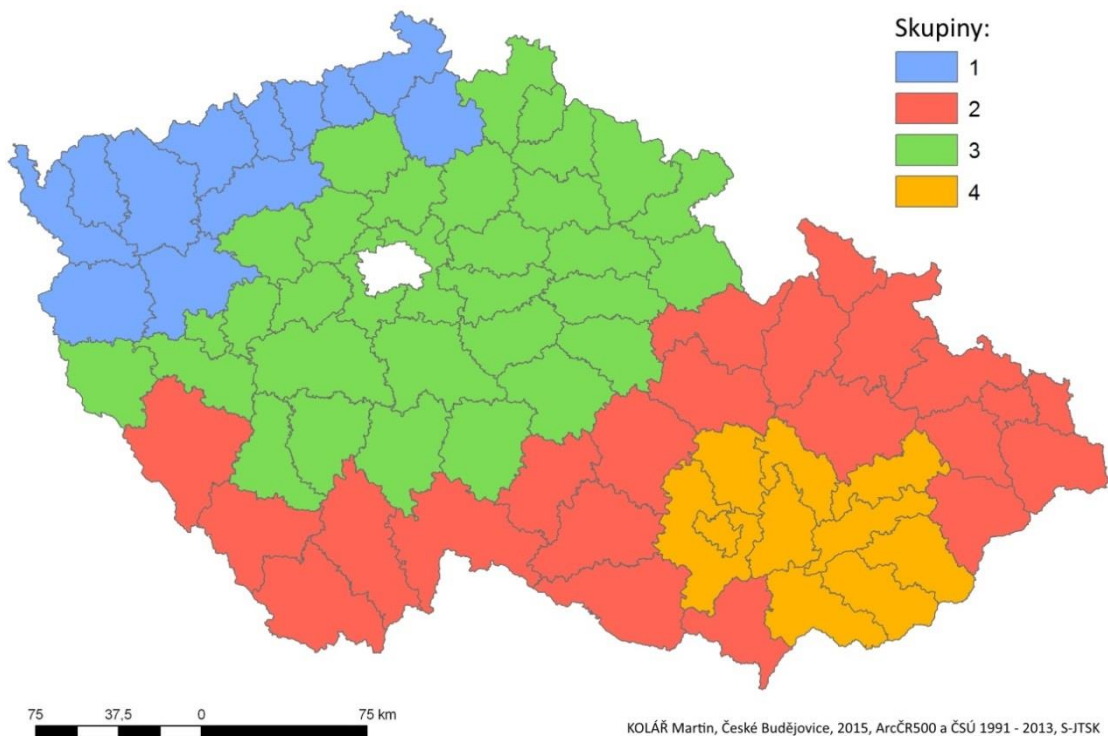 Skupiny:
1
2
3
4
75 37,5 0 75 km
KOLÁŘ Martin, České Budějovice, 2015, ArcČR500 a ČSÚ 1991 - 2013, S-JTSK